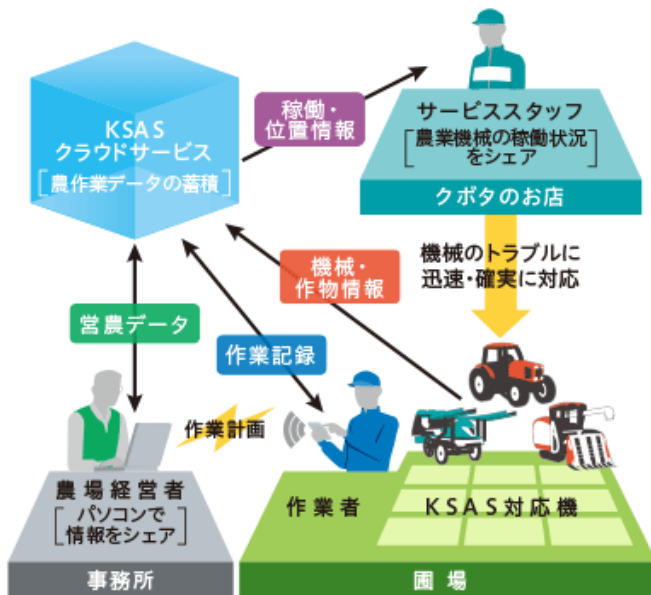 KSAS
クラウドサービス
[農作業データの蓄積]
稼働・
位置情報
サービススタッフ
[農業機械の稼働状況
をシェア]
クボタのお店
機械・
作物情報
機械のトラブルに
迅速・確実に対応
営農データ
作業記録
作業計画
農場経営者
[パソコンで
情報をシェア]
事務所
作業者
KSAS対応機
圃場